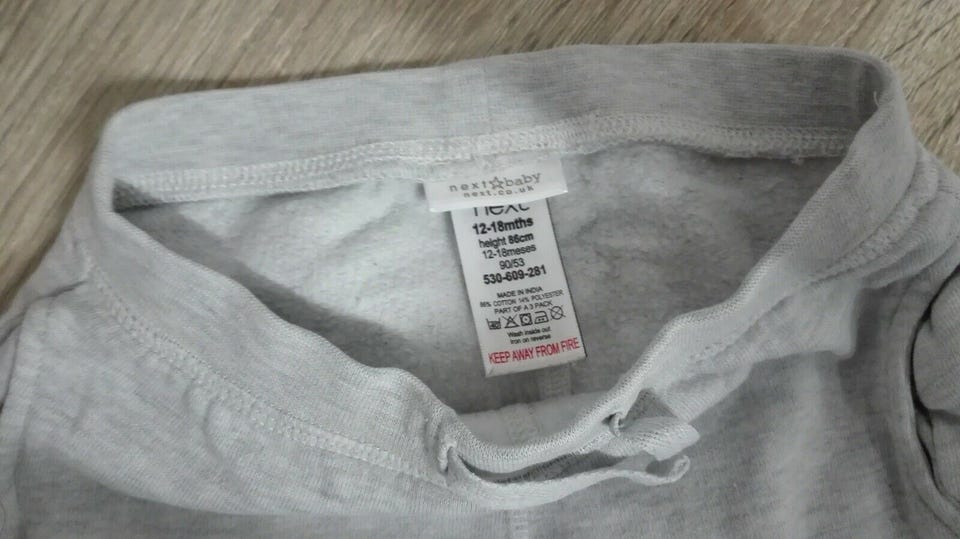 next☆baby
next.co.uk
next
12-18mths
height 86cm
12-18meses
90/53
530-609-281
MADE IN INDIA
86% COTTON 14% POLYESTER
PART OF A 3 PACK
Wash inside out
Iron on reverse
KEEP AWAY FROM FIRE